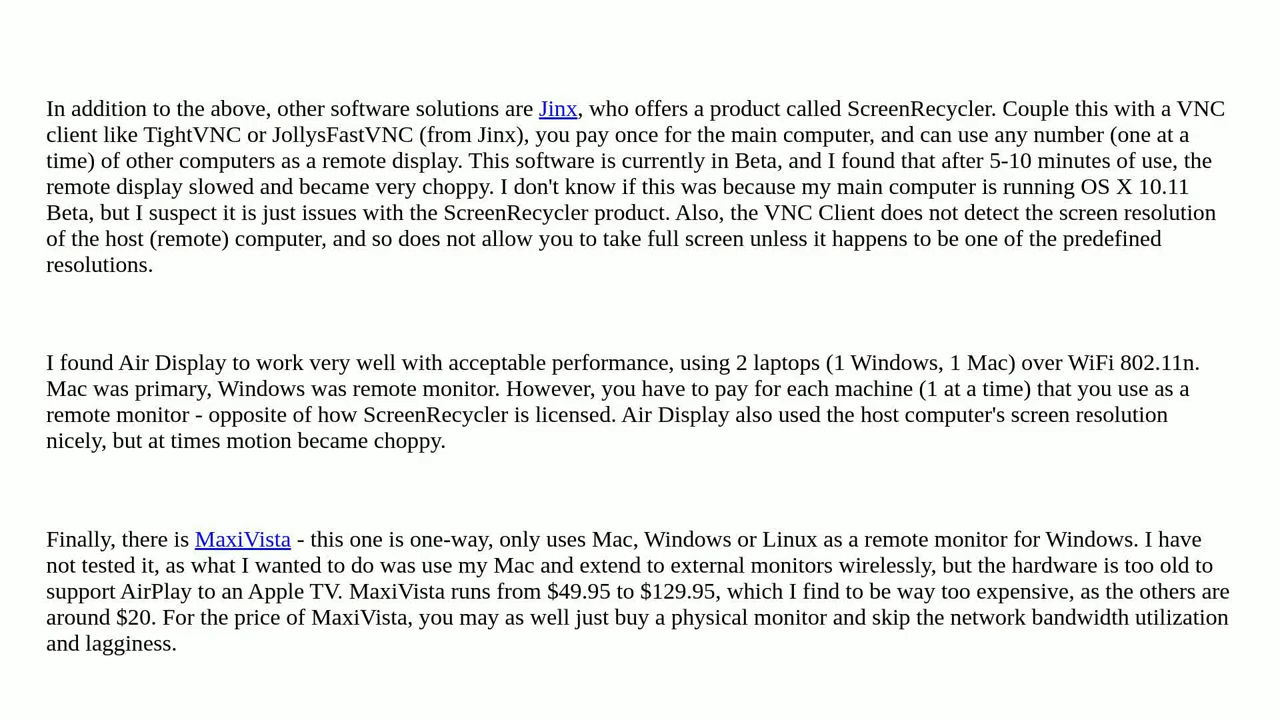 In addition to the above, other software solutions are Jinx, who offers a product called ScreenRecycler. Couple this with a VNC
client like TightVNC or JollysFastVNC (from Jinx), you pay once for the main computer, and can use any number (one at a
time) of other computers as a remote display. This software is currently in Beta, and I found that after 5-10 minutes of use, the
remote display slowed and became very choppy. I don't know if this was because my main computer is running OS X 10.11
Beta, but I suspect it is just issues with the ScreenRecycler product. Also, the VNC Client does not detect the screen resolution
of the host (remote) computer, and so does not allow you to take full screen unless it happens to be one of the predefined
resolutions.
I found Air Display to work very well with acceptable performance, using 2 laptops (1 Windows, 1 Mac) over WiFi 802.11n.
Mac was primary, Windows was remote monitor. However, you have to pay for each machine (1 at a time) that you use as a
remote monitor - opposite of how ScreenRecycler is licensed. Air Display also used the host computer's screen resolution
nicely, but at times motion became choppy.
Finally, there is MaxiVista - this one is one-way, only uses Mac, Windows or Linux as a remote monitor for Windows. I have
not tested it, as what I wanted to do was use my Mac and extend to external monitors wirelessly, but the hardware is too old to
support AirPlay to an Apple TV. MaxiVista runs from $49.95 to $129.95, which I find to be way too expensive, as the others are
around $20. For the price of MaxiVista, you may as well just buy a physical monitor and skip the network bandwidth utilization
and lagginess.